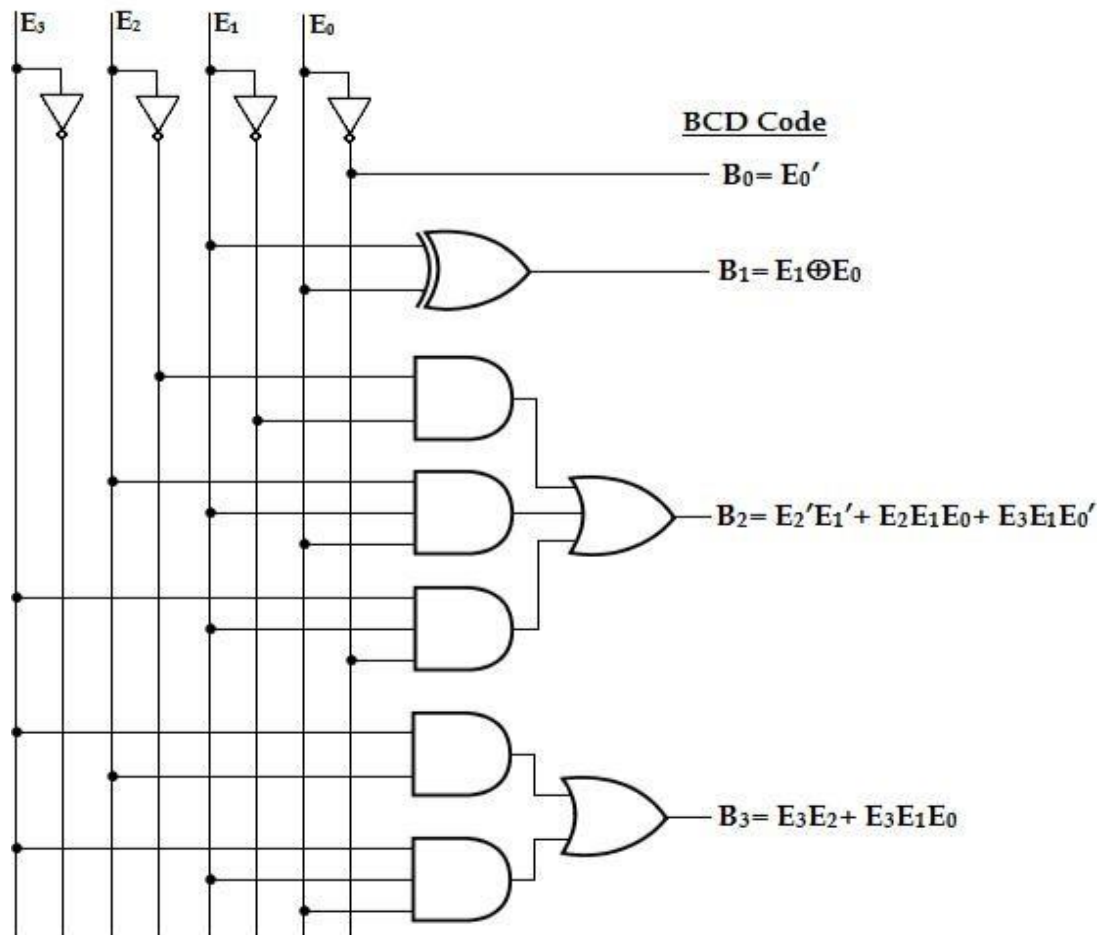 E₃ E₂ E₁ E₀
BCD Code
B₀= E₀′
B₁= E₁⊕E₀
B₂= E₂′E₁′+ E₂E₁E₀+ E₃E₁E₀′
B₃= E₃E₂+ E₃E₁E₀